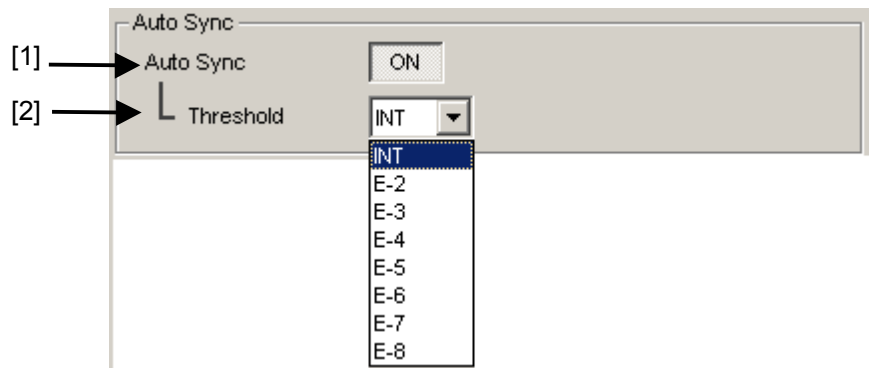 Auto Sync
[1] Auto Sync ON
[2] Threshold INT
INT
E-2
E-3
E-4
E-5
E-6
E-7
E-8